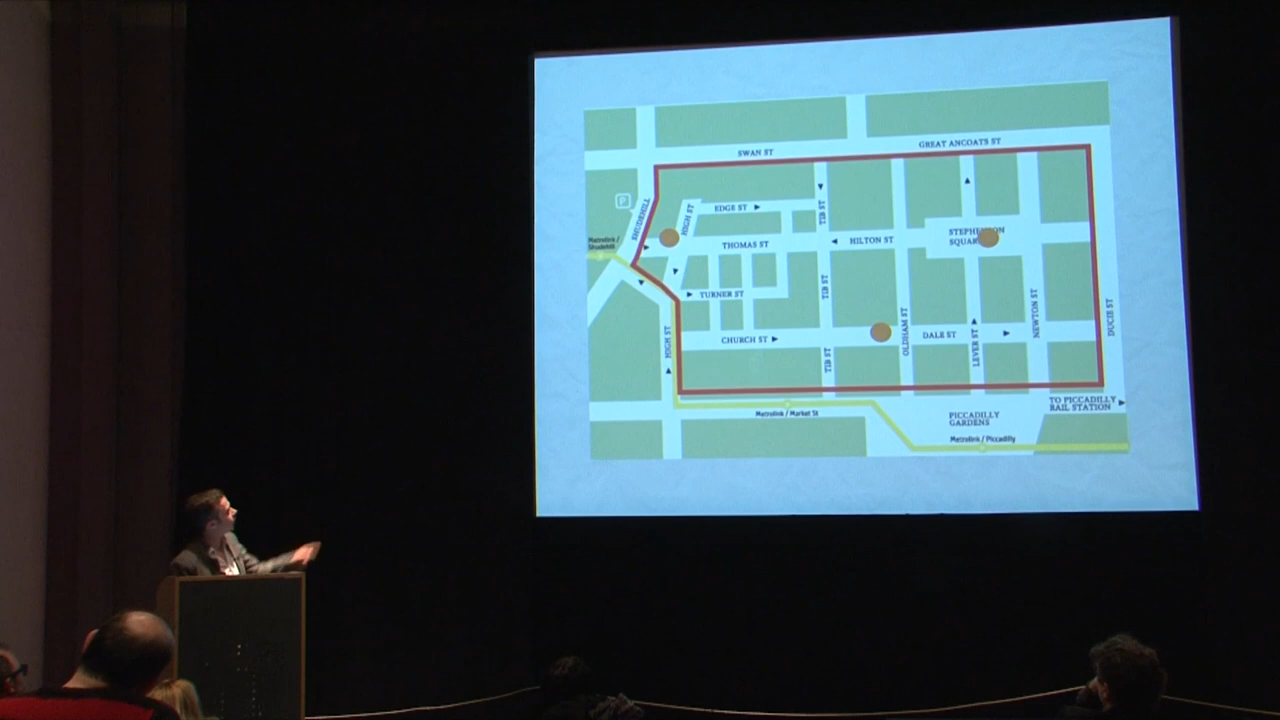 SWAN ST
GREAT ANCOATS ST
P
SHUDEHILL
HIGH ST
EDGE ST
TIB ST
Metrolink /
Shudehill
THOMAS ST
HILTON ST
SQUAR
TURNER ST
TIB ST
HIGH ST
CHURCH ST
TIB ST
OLDHAM ST
DALE ST
LEVER ST
NEWTON ST
DUCIE ST
Metrolink / Market St
PICCADILLY
GARDENS
TO PICCADILLY
RAIL STATION
Metrolink / Piccadilly